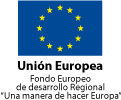 Unión Europea
Fondo Europeo
de desarrollo Regional
"Una manera de hacer Europa"